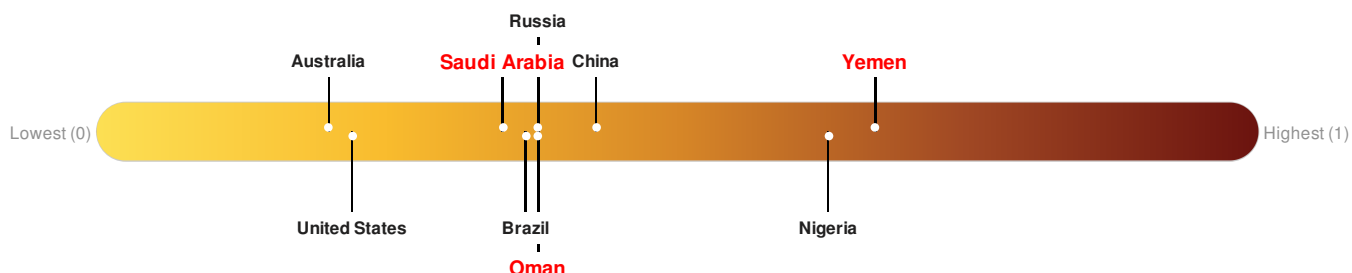 Russia
Australia
Saudi Arabia
China
Yemen
Lowest (0)
Highest (1)
United States
Brazil
Nigeria
Oman